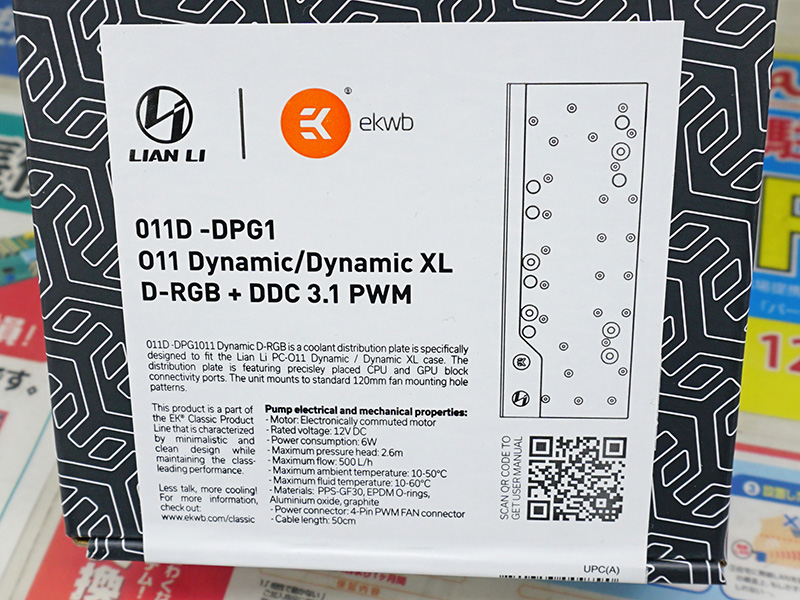 LIAN LI
ekwb
011D -DPG1
O11 Dynamic/Dynamic XL
D-RGB + DDC 3.1 PWM
011D -DPG1011 Dynamic D-RGB is a coolant distribution plate is specifically
designed to fit the Lian Li PC-O11 Dynamic / Dynamic XL case. The
distribution plate is featuring precisley placed CPU and GPU block
connectivity ports. The unit mounts to standard 120mm fan mounting hole
patterns.
This product is a part of
the EK® Classic Product
Line that is characterized
by minimalistic and
clean design while
maintaining the class-
leading performance.
Less talk, more cooling!
For more information,
check out:
www.ekwb.com/classic
Pump electrical and mechanical properties:
- Motor: Electronically commuted motor
- Rated voltage: 12V DC
- Power consumption: 6W
- Maximum pressure head: 2.6m
- Maximum flow: 500 L/h
- Maximum ambient temperature: 10-50°C
- Maximum fluid temperature: 10-60°C
- Materials: PPS-GF30, EPDM O-rings,
Aluminium oxide, graphite
- Power connector: 4-Pin PWM FAN connector
- Cable length: 50cm
SCAN QR CODE TO
GET USER MANUAL
UPC(A)